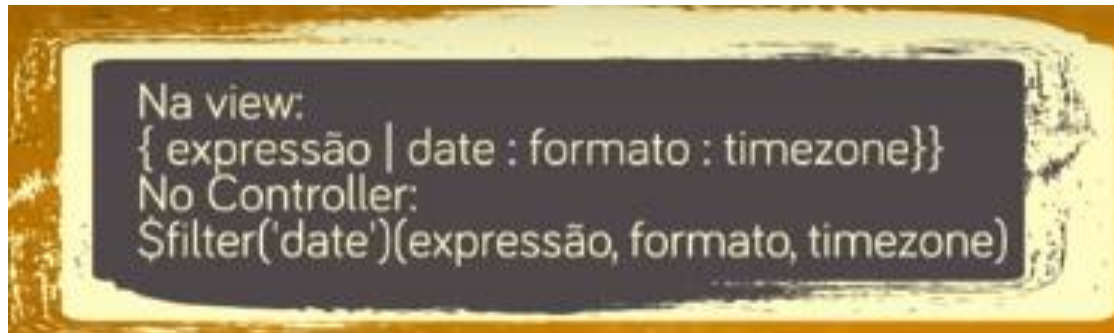 Na view:
{ expressão | date : formato : timezone}}
No Controller:
$filter('date')(expressão, formato, timezone)